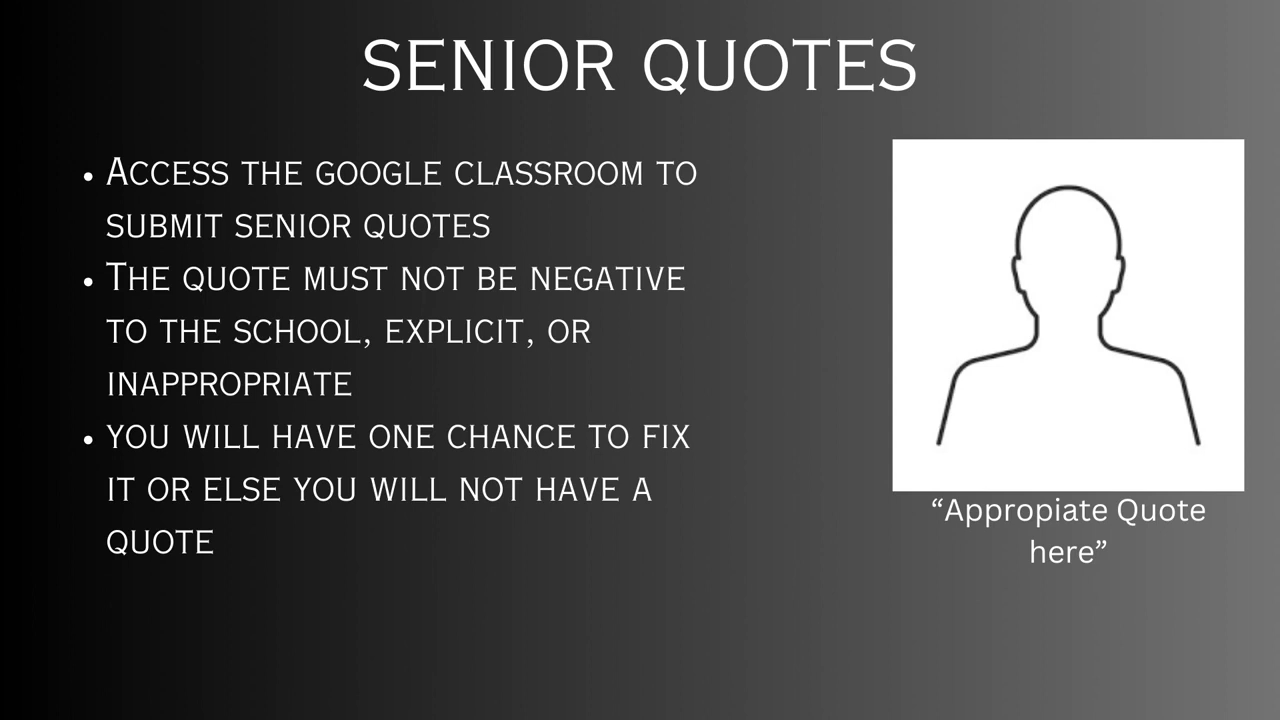 SENIOR QUOTES
• ACCESS THE GOOGLE CLASSROOM TO
SUBMIT SENIOR QUOTES
• THE QUOTE MUST NOT BE NEGATIVE
TO THE SCHOOL, EXPLICIT, OR
INAPPROPRIATE
• YOU WILL HAVE ONE CHANCE TO FIX
IT OR ELSE YOU WILL NOT HAVE A
QUOTE
“Appropiate Quote
here”